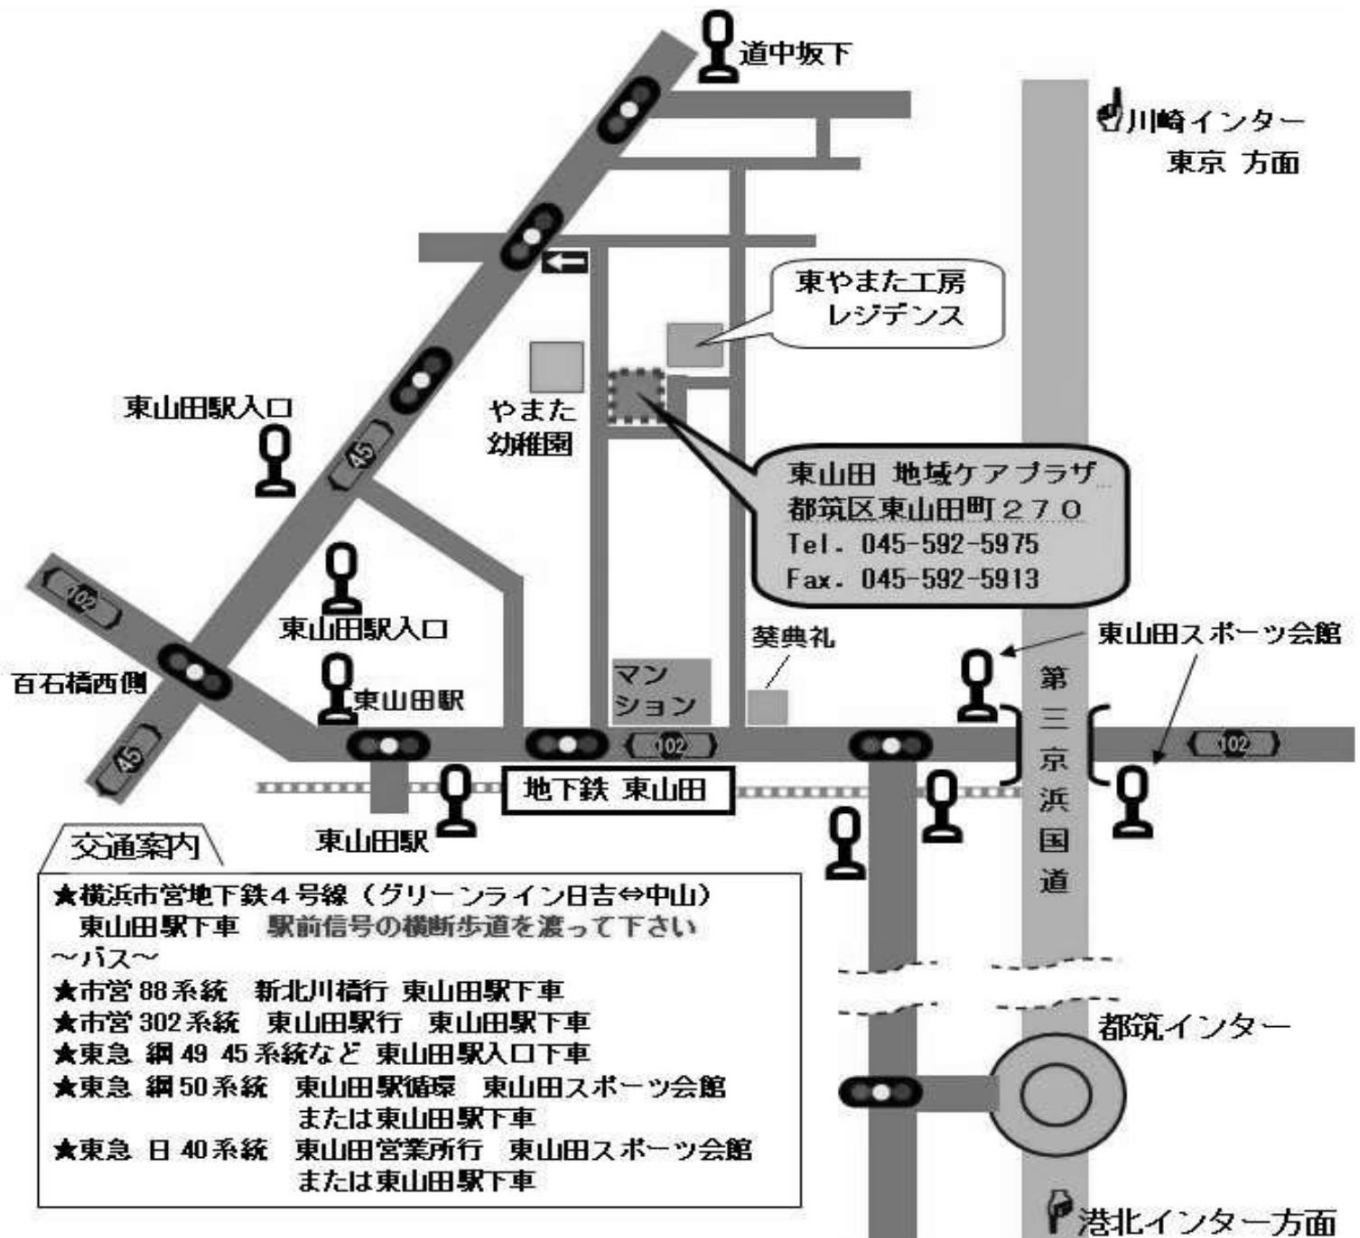 道中坂下
川崎インター
東京 方面
東やまた工房
レジデンス
東山田駅入口
やまた
幼稚園
45
東山田 地域ケアプラザ
都筑区東山田町270
Tel. 045-592-5975
Fax. 045-592-5913
102
東山田駅入口
葵典礼
東山田スポーツ会館
百石橋西側
東山田駅
マン
ション
第三京浜国道
45
102
102
地下鉄 東山田
東山田駅
交通案内
★横浜市営地下鉄4号線（グリーンライン日吉⇔中山）
東山田駅下車 駅前信号の横断歩道を渡って下さい
～バス～
★市営 88 系統 新北川橋行 東山田駅下車
★市営 302 系統 東山田駅行 東山田駅下車
★東急 綱 49 45 系統など 東山田駅入口下車
★東急 綱 50 系統 東山田駅循環 東山田スポーツ会館
または東山田駅下車
★東急 日 40 系統 東山田営業所行 東山田スポーツ会館
または東山田駅下車
都筑インター
港北インター方面